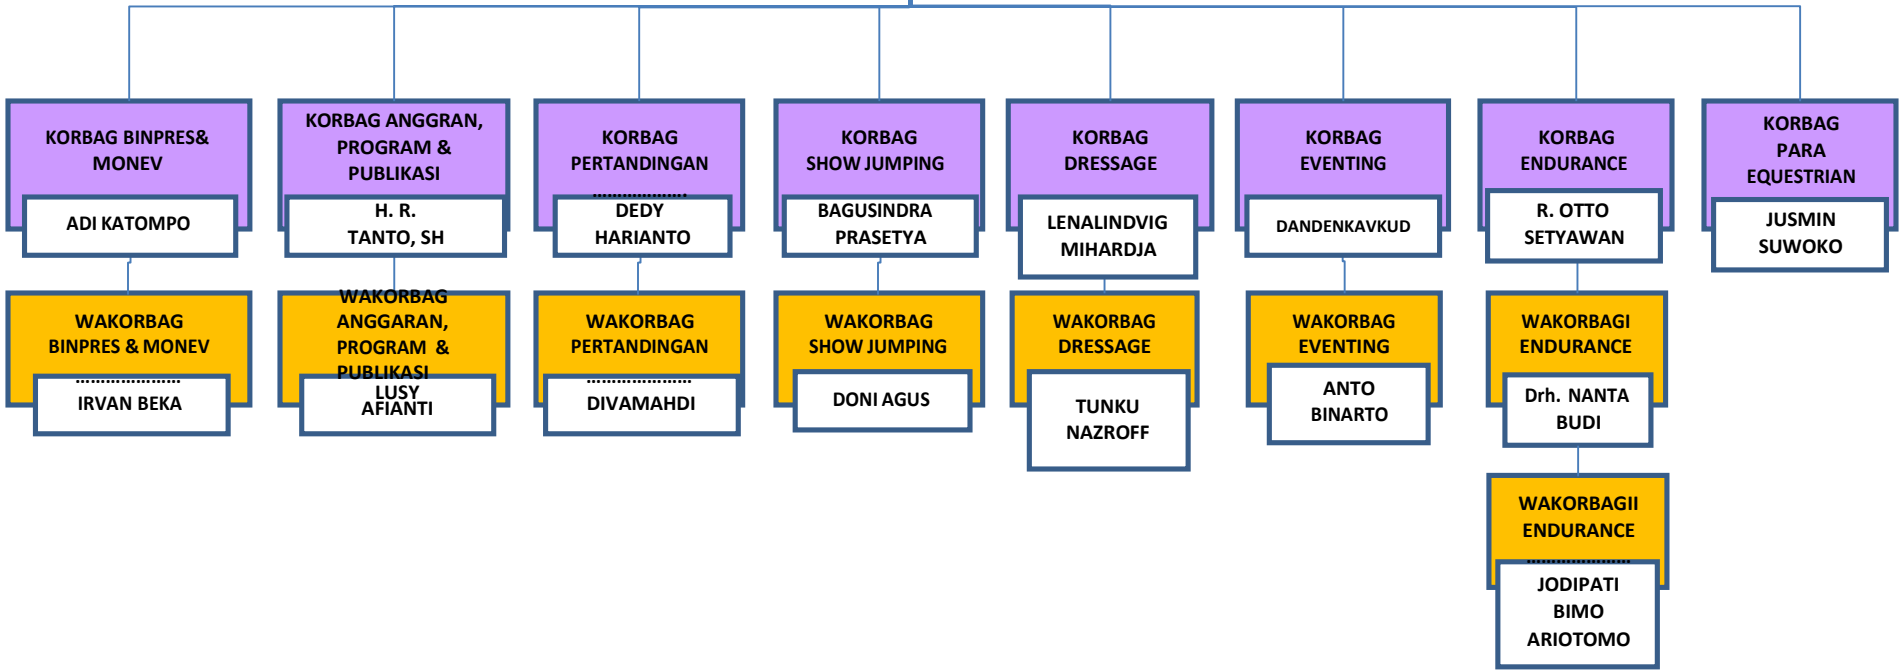 KORBAG BINPRES&
MONEV
ADI KATOMPO
KORBAG ANGGRAN,
PROGRAM &
PUBLIKASI
H. R.
TANTO, SH
KORBAG
PERTANDINGAN
...................
DEDY
HARIANTO
KORBAG
SHOW JUMPING
BAGUSINDRA
PRASETYA
KORBAG
DRESSAGE
LENALINDVIG
MIHARDJA
KORBAG
EVENTING
DANDENKAVKUD
KORBAG
ENDURANCE
R. OTTO
SETYAWAN
KORBAG
PARA
EQUESTRIAN
JUSMIN
SUWOKO
WAKORBAG
BINPRES & MONEV
.....................
IRVAN BEKA
WAKORBAG
ANGGARAN,
PROGRAM &
PUBLIKASI
LUSY
AFIANTI
WAKORBAG
PERTANDINGAN
.....................
DIVAMAHDI
WAKORBAG
SHOW JUMPING
DONI AGUS
WAKORBAG
DRESSAGE
TUNKU
NAZROFF
WAKORBAG
EVENTING
ANTO
BINARTO
WAKORBAGI
ENDURANCE
Drh. NANTA
BUDI
WAKORBAGII
ENDURANCE
.....................
JODIPATI
BIMO
ARIOTOMO